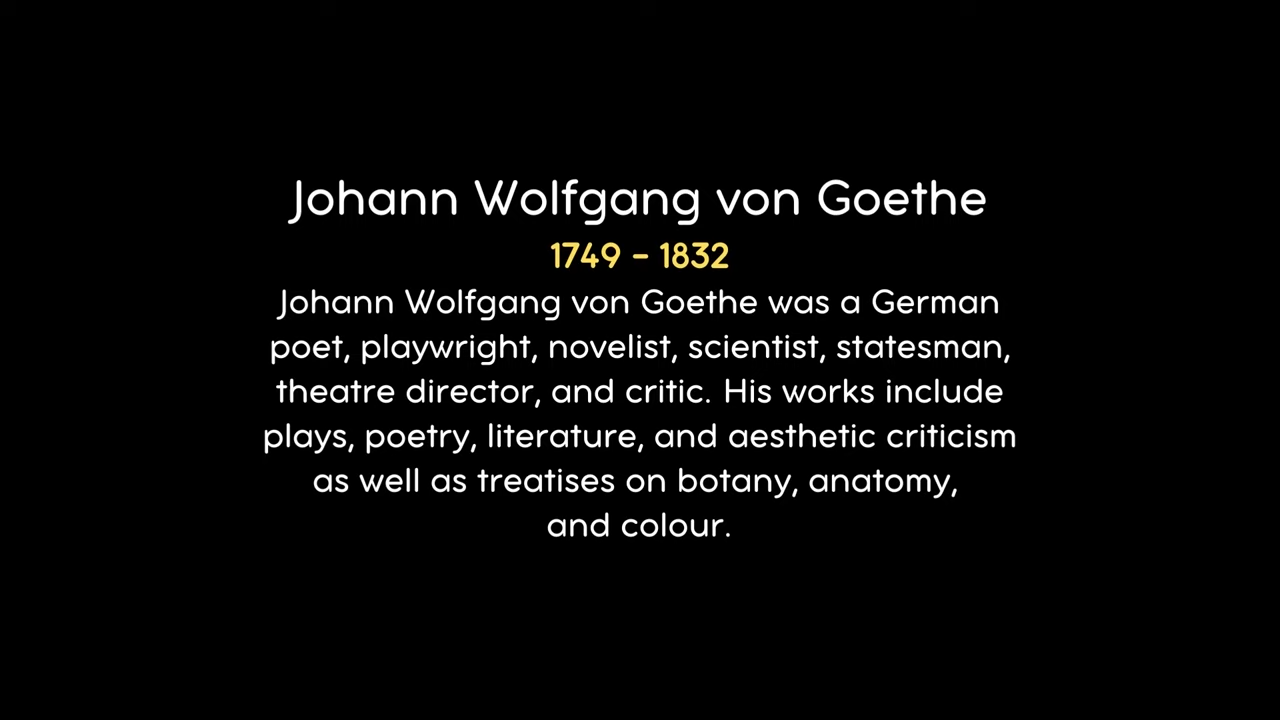 Johann Wolfgang von Goethe
1749 – 1832
Johann Wolfgang von Goethe was a German
poet, playwright, novelist, scientist, statesman,
theatre director, and critic. His works include
plays, poetry, literature, and aesthetic criticism
as well as treatises on botany, anatomy,
and colour.